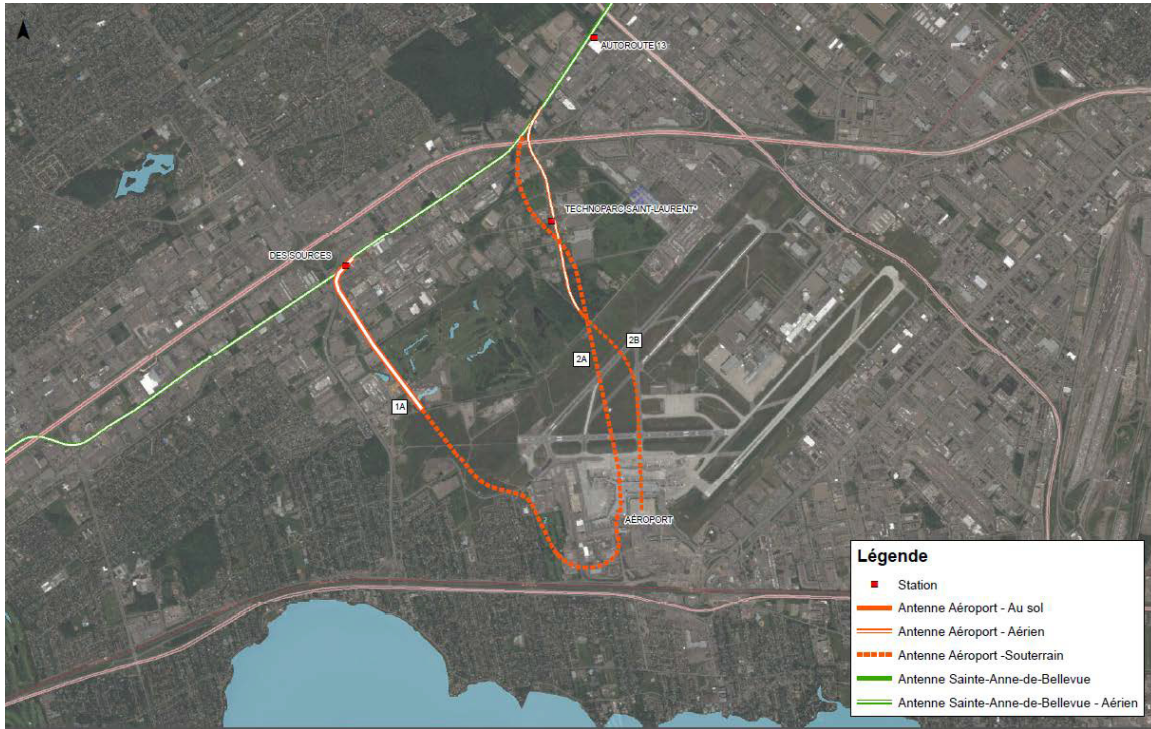 AUTOROUTE 13
TECHNOPARC SAINT-LAURENT*
DES SOURCES
2B
2A
1A
AÉROPORT
Légende
Station
Antenne Aéroport - Au sol
Antenne Aéroport - Aérien
Antenne Aéroport -Souterrain
Antenne Sainte-Anne-de-Bellevue
Antenne Sainte-Anne-de-Bellevue - Aérien